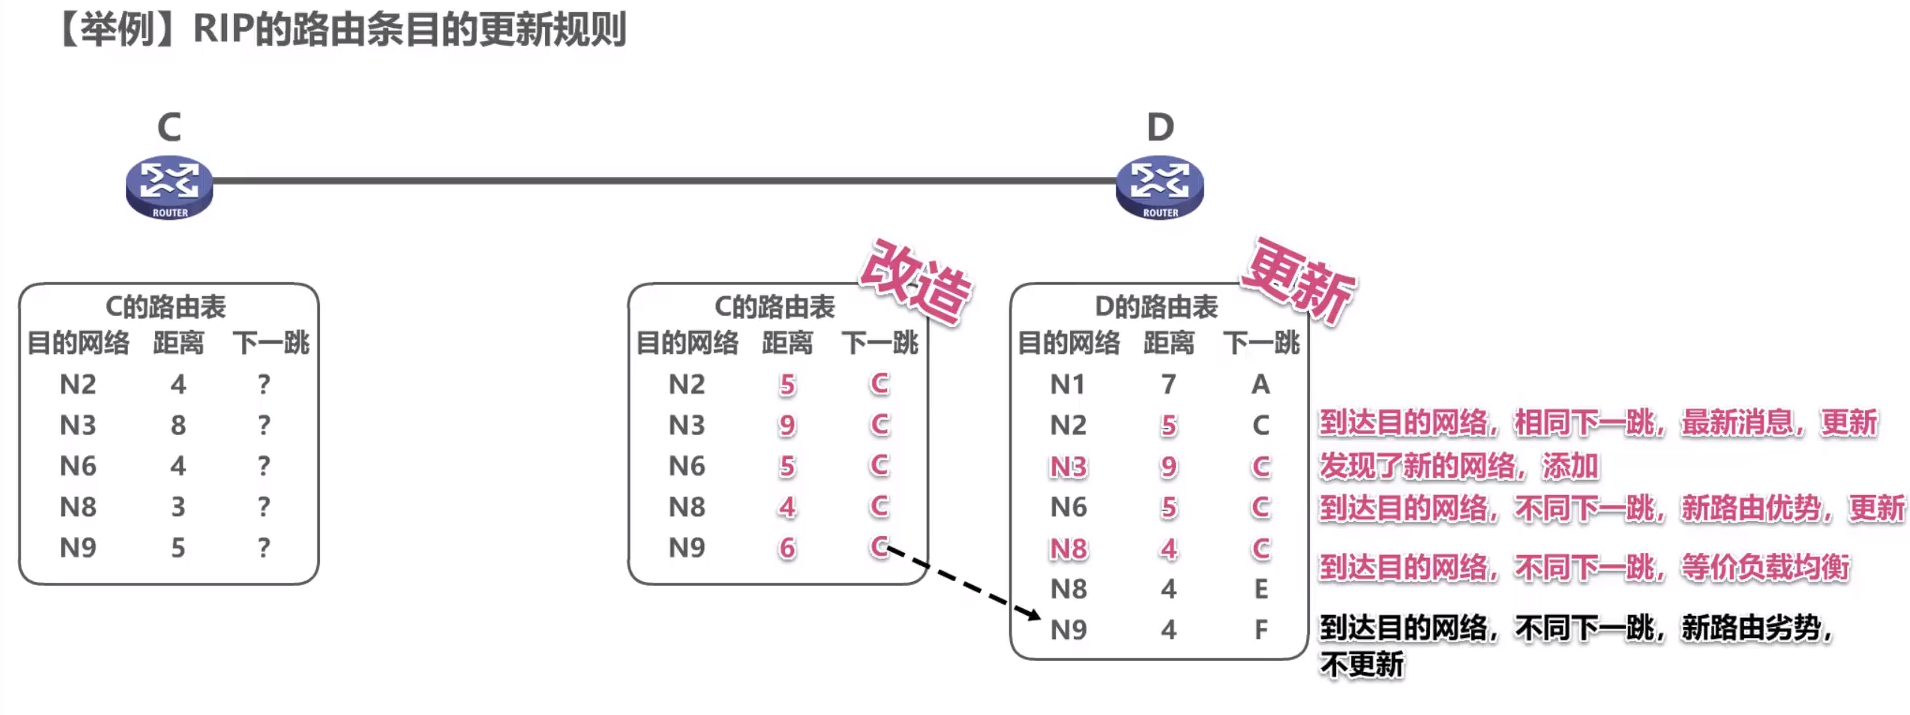 【举例】RIP的路由条目的更新规则
C
D
ROUTER
ROUTER
改造
更新
C的路由表
目的网络 距离 下一跳
N2 4 ?
N3 8 ?
N6 4 ?
N8 3 ?
N9 5 ?
C的路由表
目的网络 距离 下一跳
N2 5 C
N3 9 C
N6 5 C
N8 4 C
N9 6 C
D的路由表
目的网络 距离 下一跳
N1 7 A
N2 5 C
N3 9 C
N6 5 C
N8 4 C
N8 4 E
N9 4 F
到达目的网络，相同下一跳，最新消息，更新
发现了新的网络，添加
到达目的网络，不同下一跳，新路由优势，更新
到达目的网络，不同下一跳，等价负载均衡
到达目的网络，不同下一跳，新路由劣势，
不更新